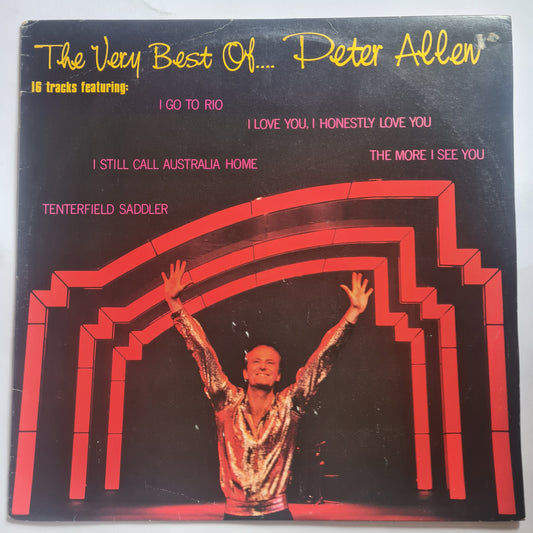 The Very Best Of.... Peter Allen
16 tracks featuring:
I GO TO RIO
I LOVE YOU, I HONESTLY LOVE YOU
THE MORE I SEE YOU
I STILL CALL AUSTRALIA HOME
TENTERFIELD SADDLER